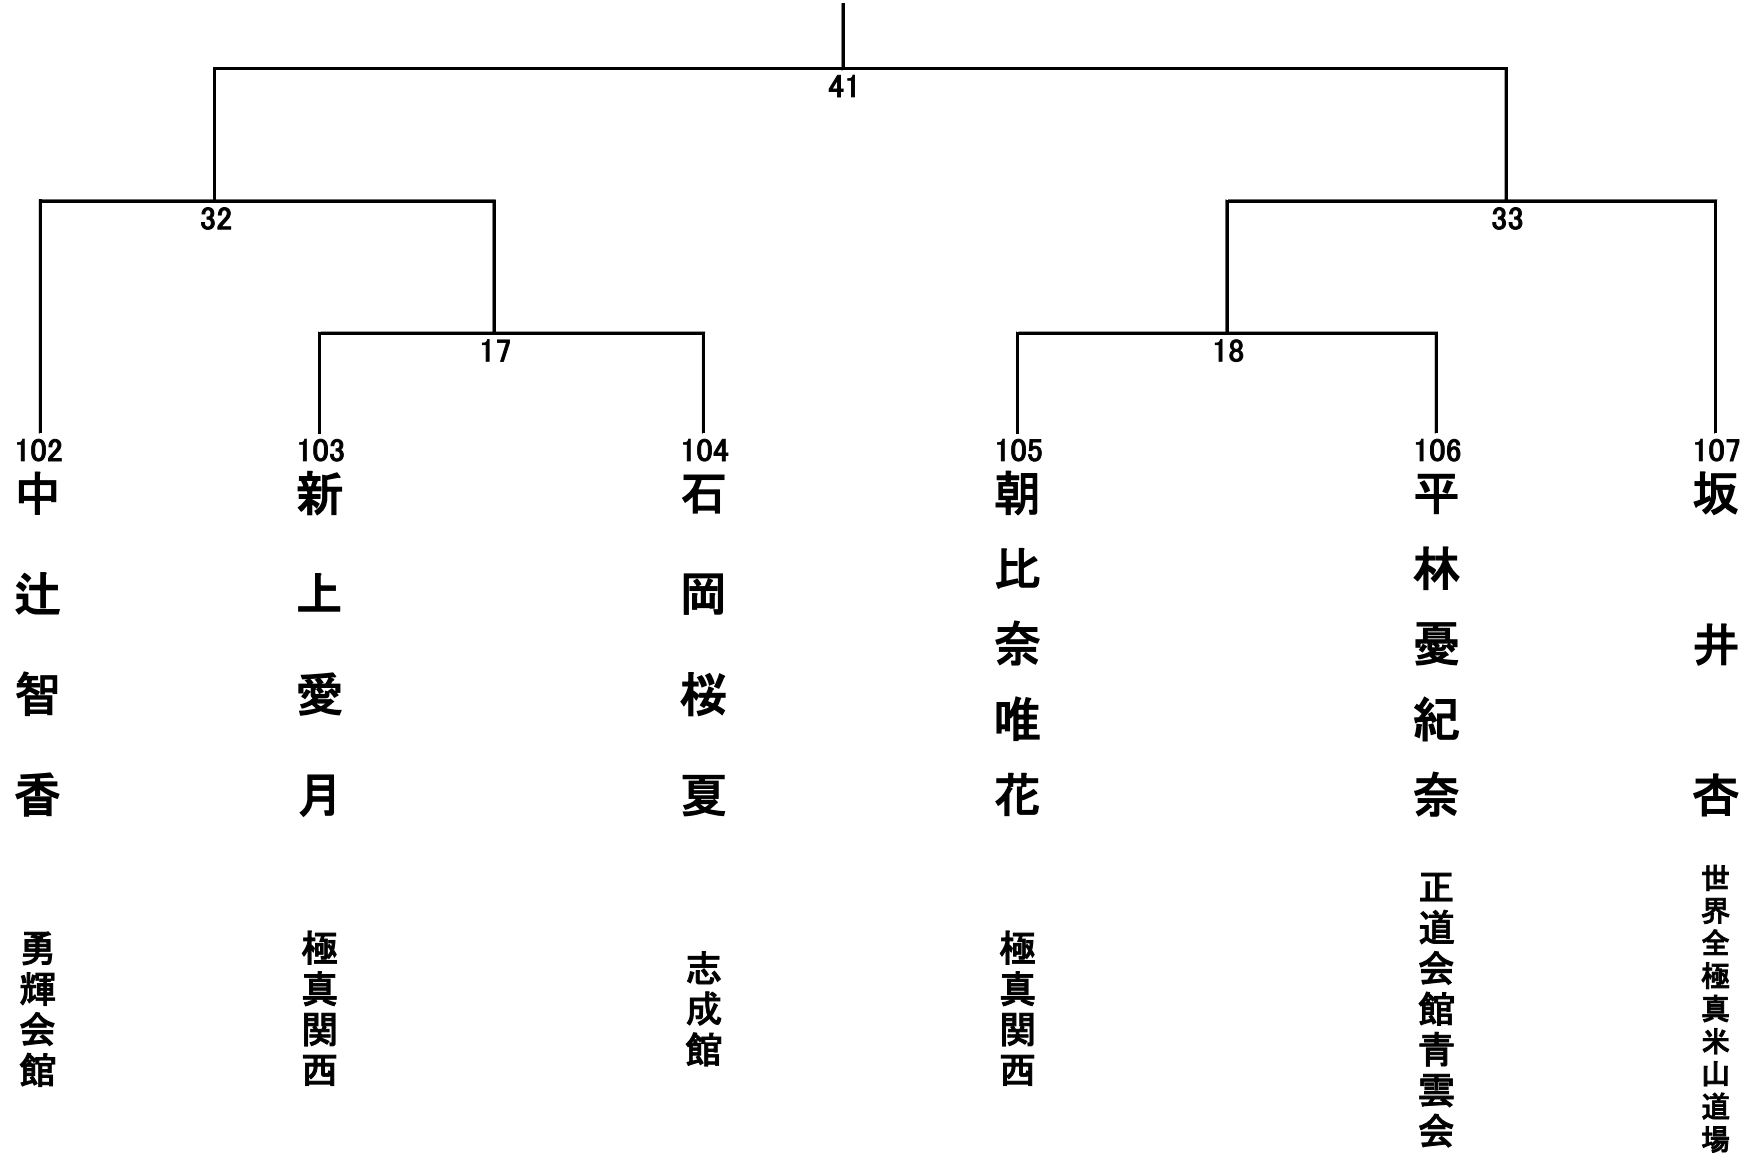 41
32
33
17
18
102
中辻智香
勇輝会館
103
新上愛月
極真関西
104
石岡桜夏
志成館
105
朝比奈唯花
極真関西
106
平林憂紀奈
正道会館青雲会
107
坂井杏
世界全極真米山道場